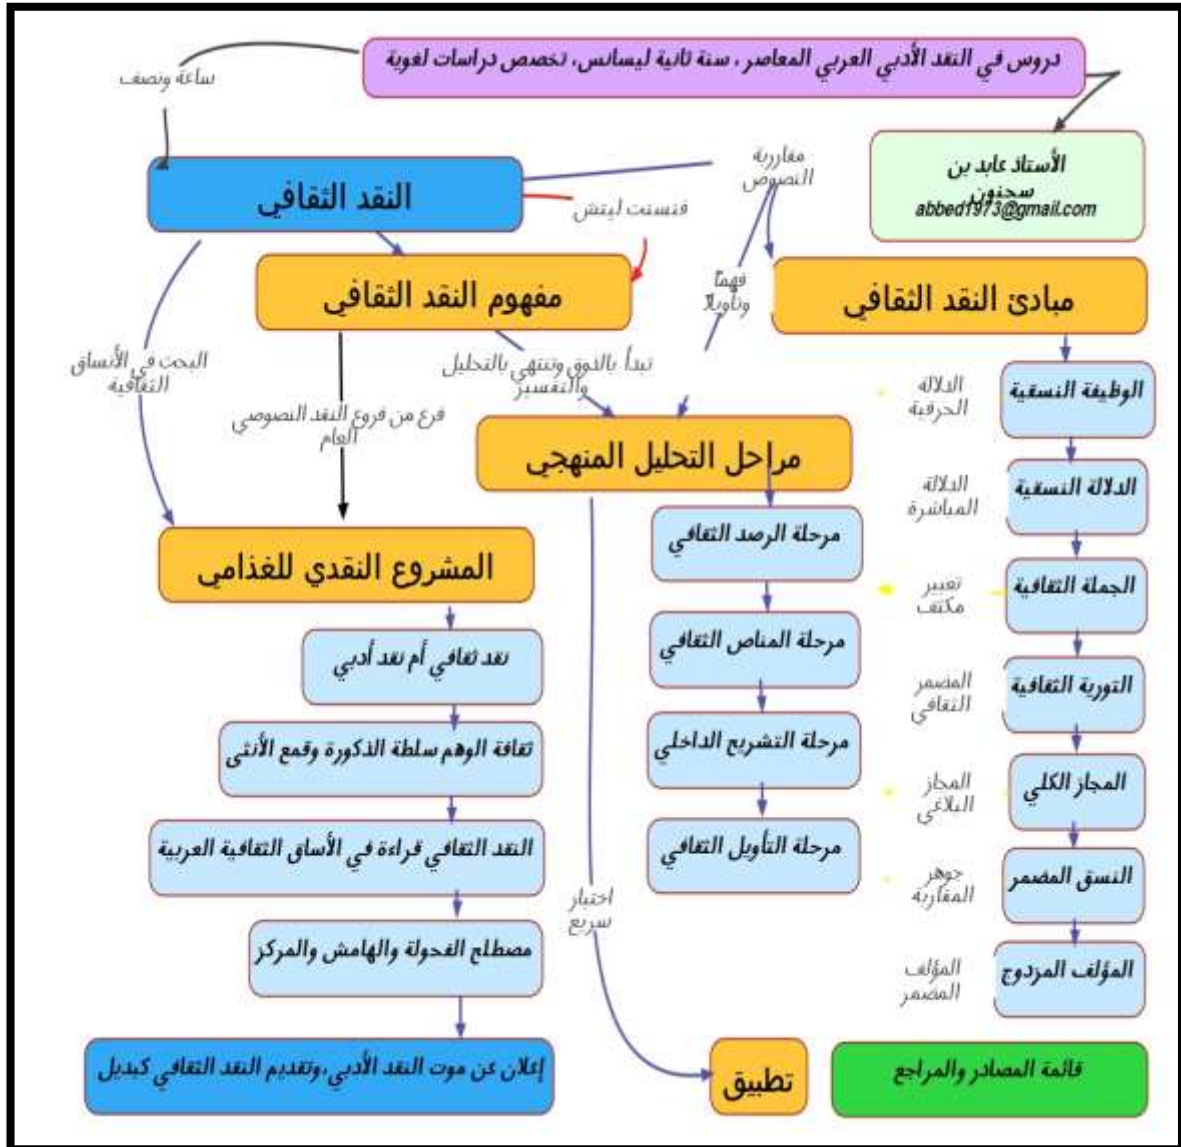 دروس في النقد الأدبي العربي المعاصر ، سنة ثانية ليسانس، تخصص دراسات لغوية
ساعة ونصف
الأستاذ عابد بن
سحنون
abbed1973@gmail.com
النقد الثقافي
مقاربة
النصوص
فنسنت ليتش
مفهوم النقد الثقافي
مبادئ النقد الثقافي
فهمًا
وتأويلًا
البحث في الأنساق
الثقافية
تبدأ بالذوق وتنتهي بالتحليل
والتفسير
فرع من فروع النقد النصوصي
العام
مراحل التحليل المنهجي
مرحلة الرصد الثقافي
مرحلة المناص الثقافي
مرحلة التشريح الداخلي
مرحلة التأويل الثقافي
الوظيفة النسقية
الدلالة
الحرفية
الدلالة النسقية
الدلالة
المباشرة
الجملة الثقافية
تعبير
مكثف
التورية الثقافية
المضمر
الثقافي
المجاز الكلي
المجاز
البلاغي
النسق المضمر
جوهر
المقاربة
المؤلف المزدوج
المؤلف
المضمر
المشروع النقدي للغذامي
نقد ثقافي أم نقد أدبي
ثقافة الوهم سلطة الذكورة وقمع الأنثى
النقد الثقافي قراءة في الأساق الثقافية العربية
مصطلح الفحولة والهامش والمركز
إعلان عن موت النقد الأدبي،وتقديم النقد الثقافي كبديل
اختبار
سريع
تطبيق
قائمة المصادر والمراجع